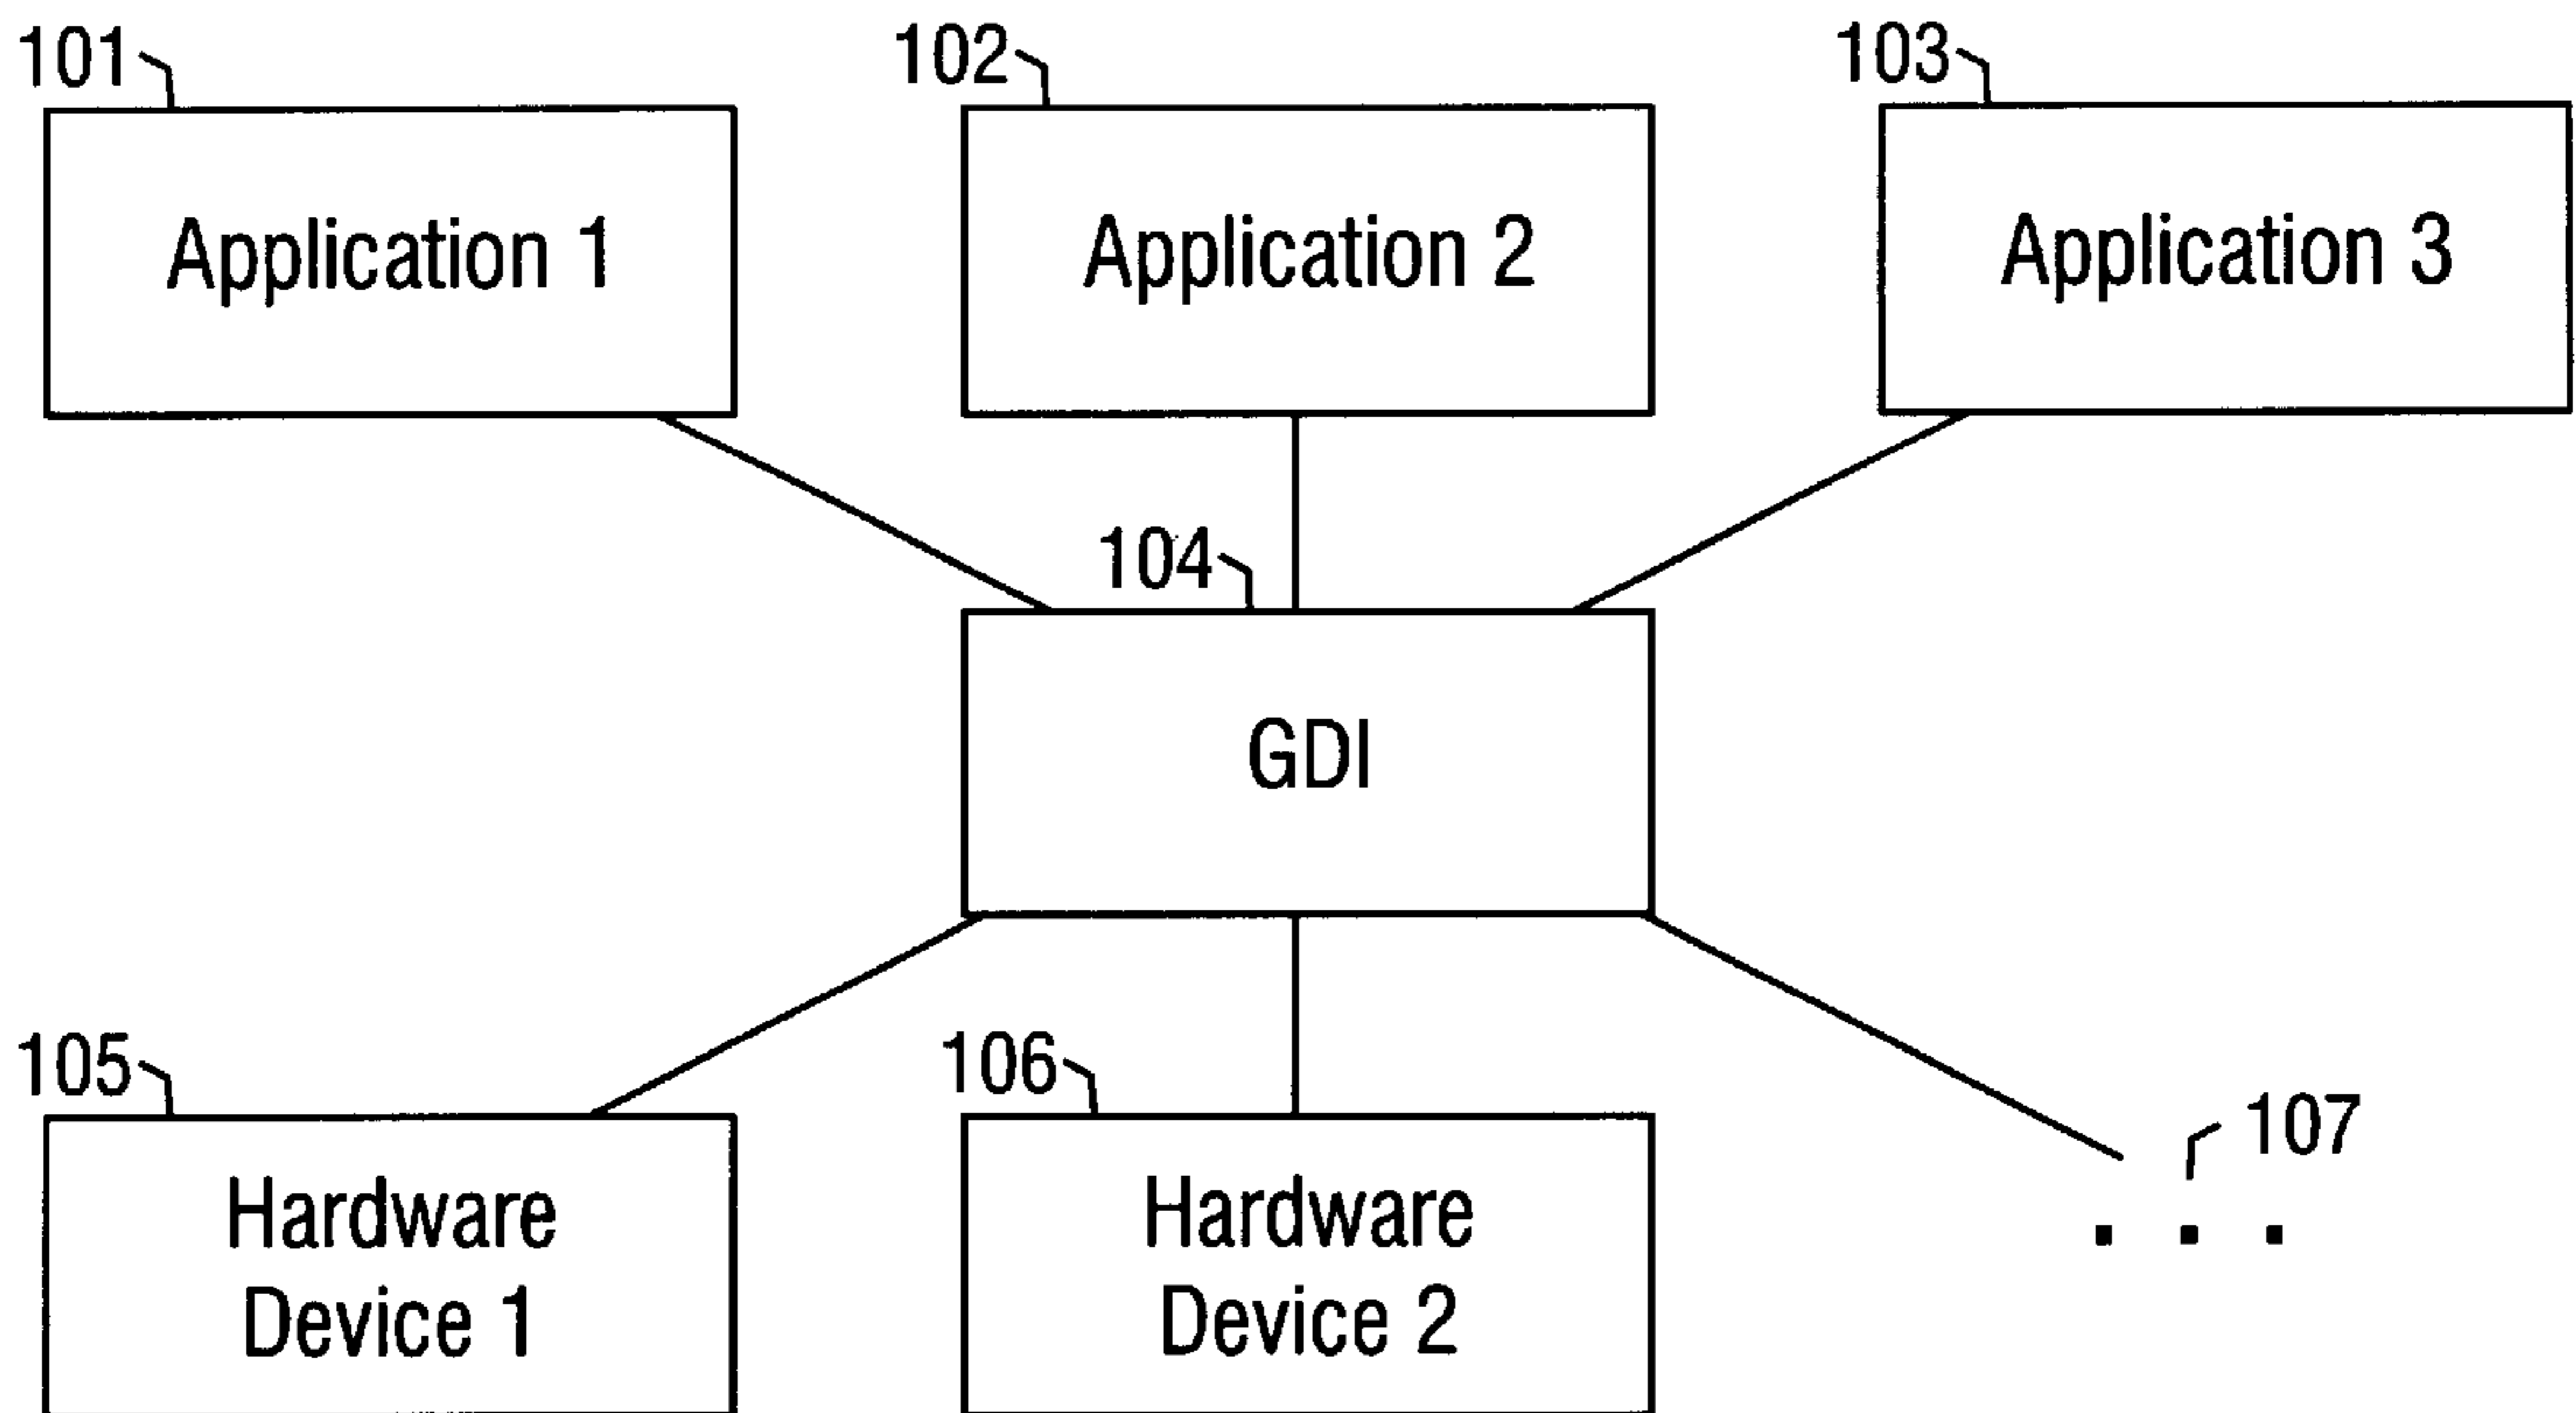 101
102
103
Application 1
Application 2
Application 3
104
GDI
105
106
107
Hardware
Device 1
Hardware
Device 2
. . .